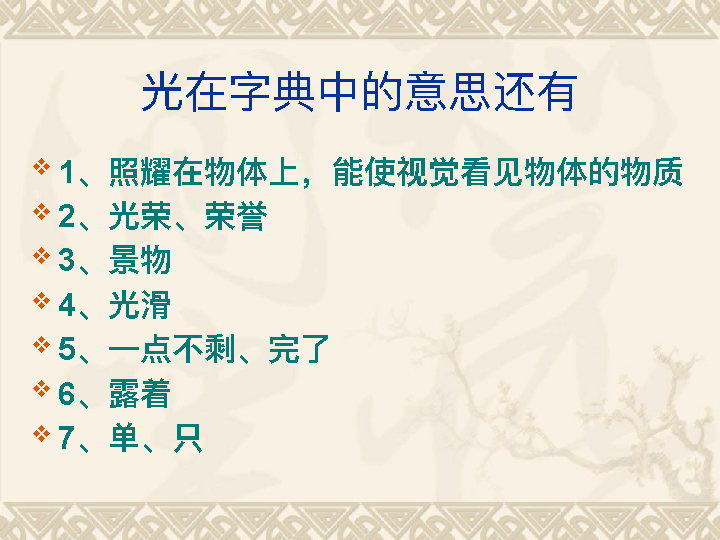 光在字典中的意思还有
1、照耀在物体上，能使视觉看见物体的物质
2、光荣、荣誉
3、景物
4、光滑
5、一点不剩、完了
6、露着
7、单、只